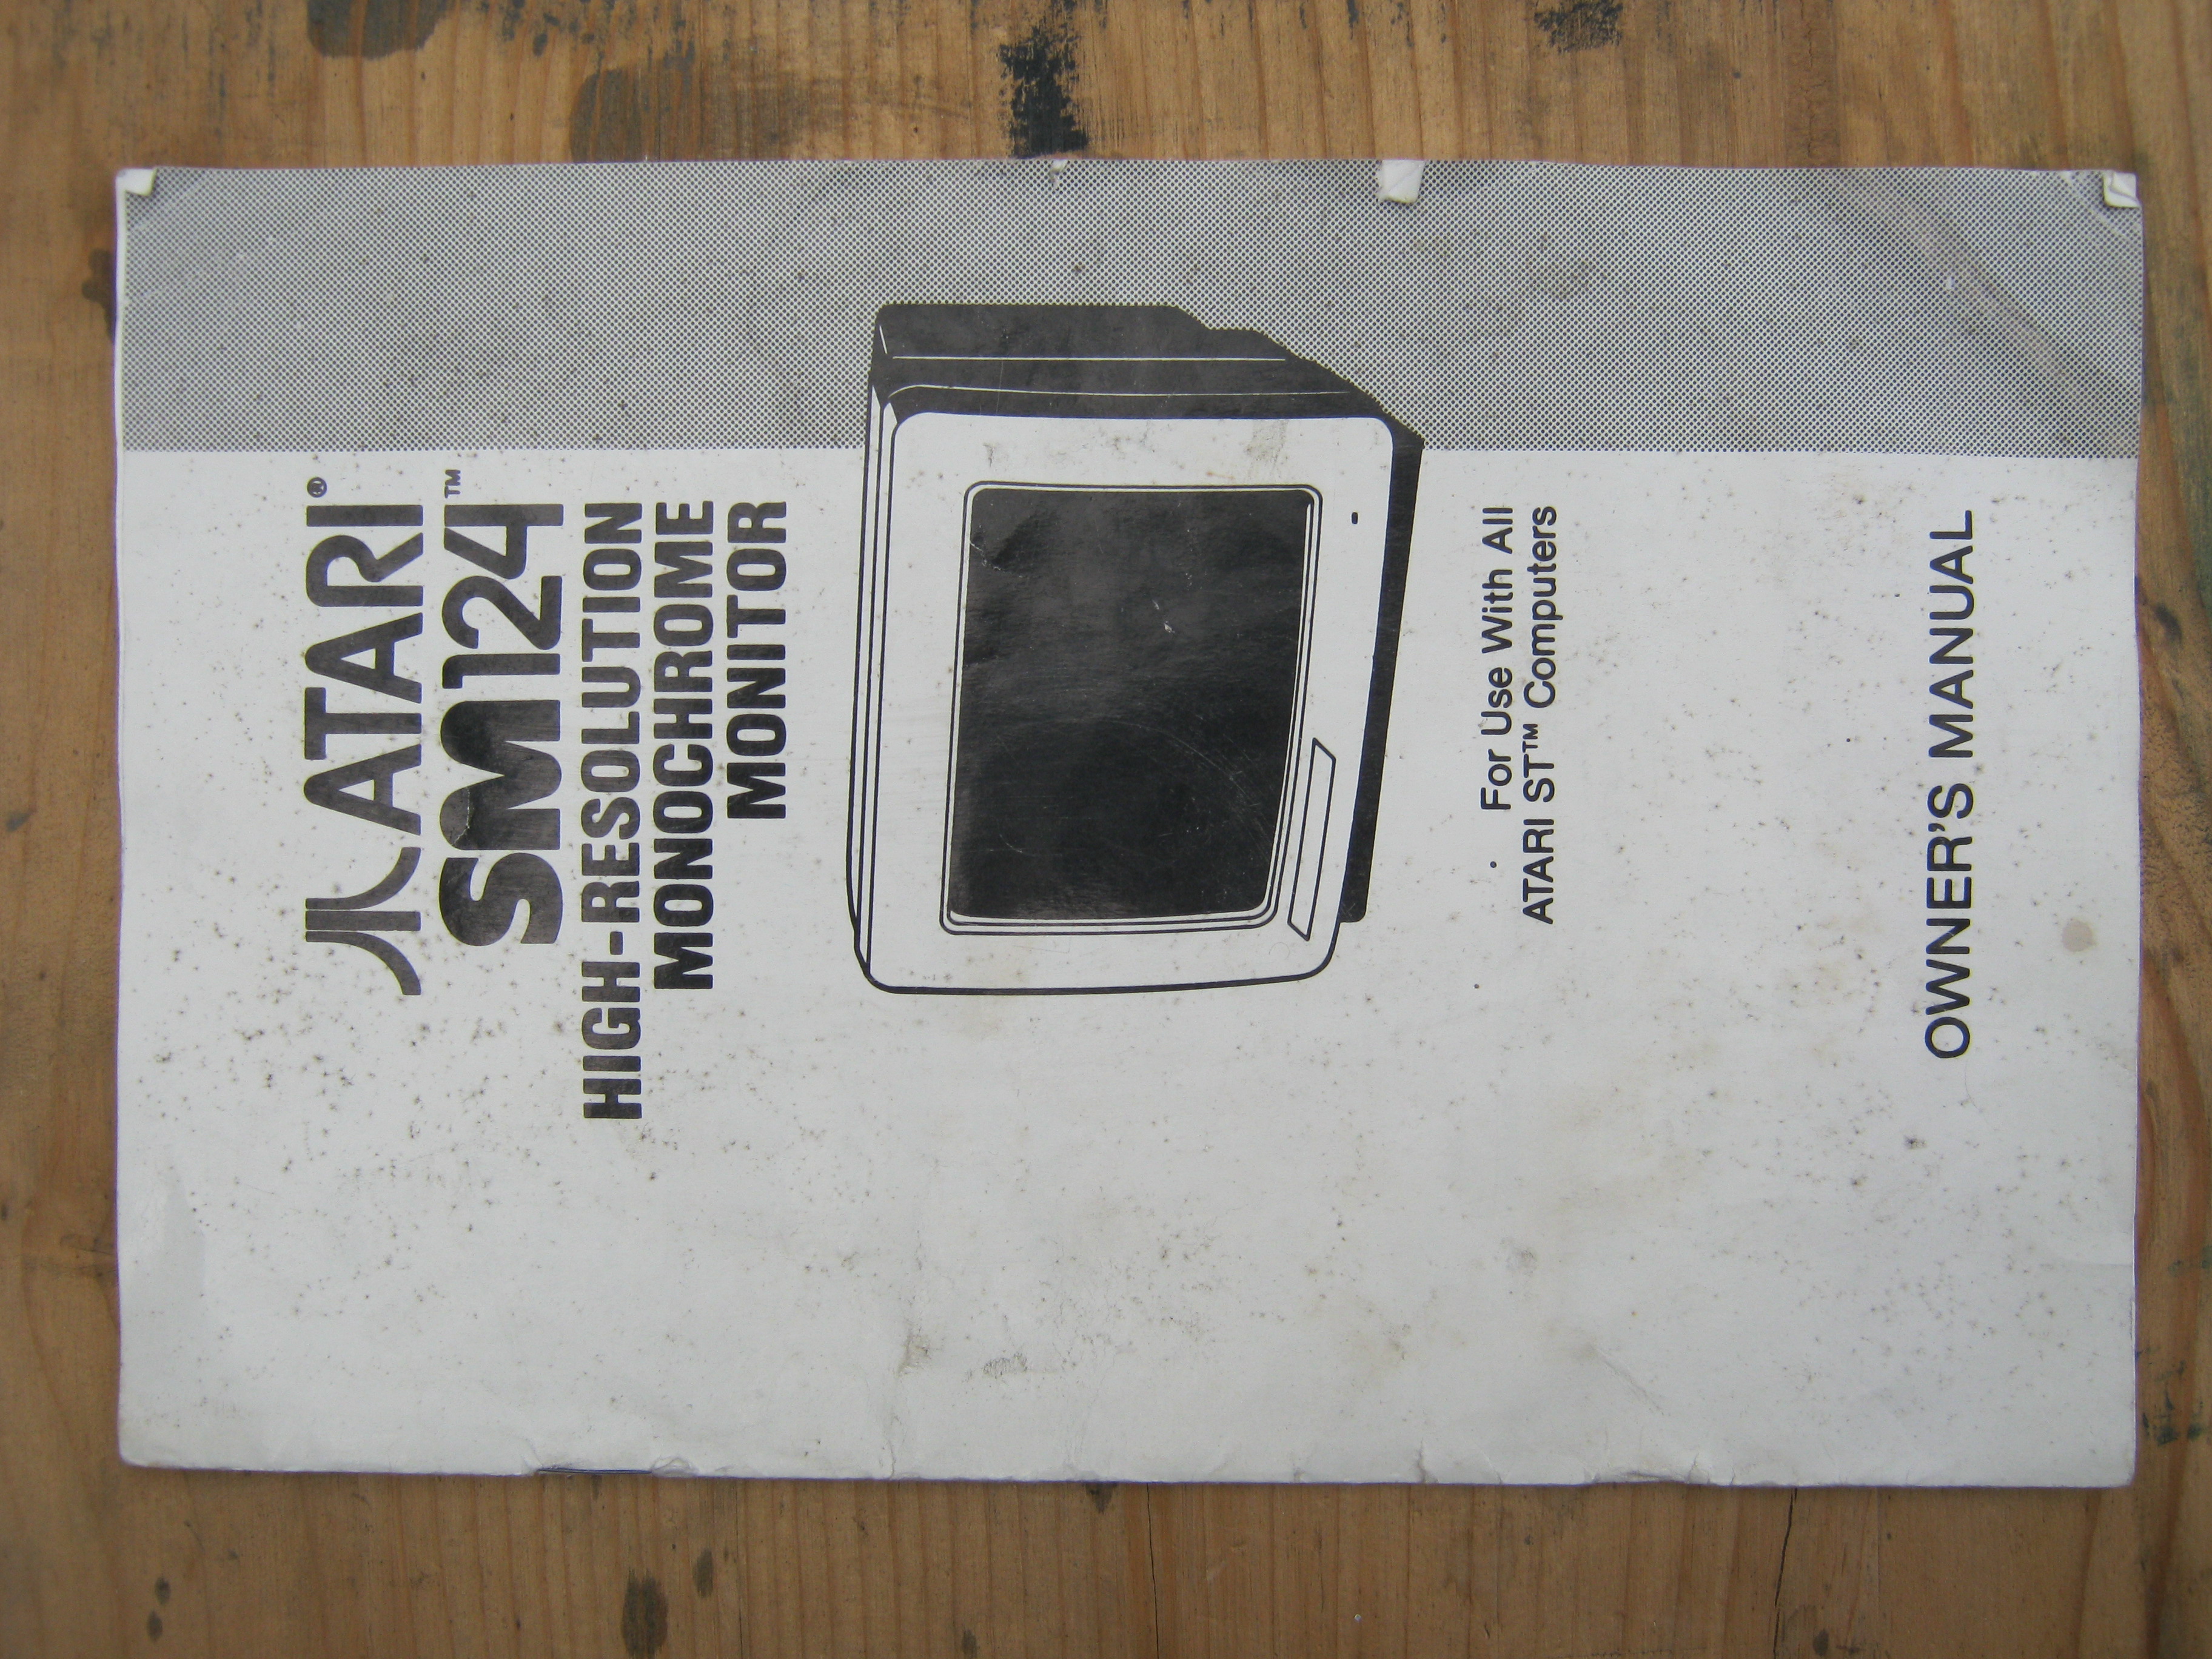 ATARI®
SM124™
HIGH-RESOLUTION
MONOCHROME
MONITOR
For Use With All
ATARI ST™ Computers
OWNER'S MANUAL